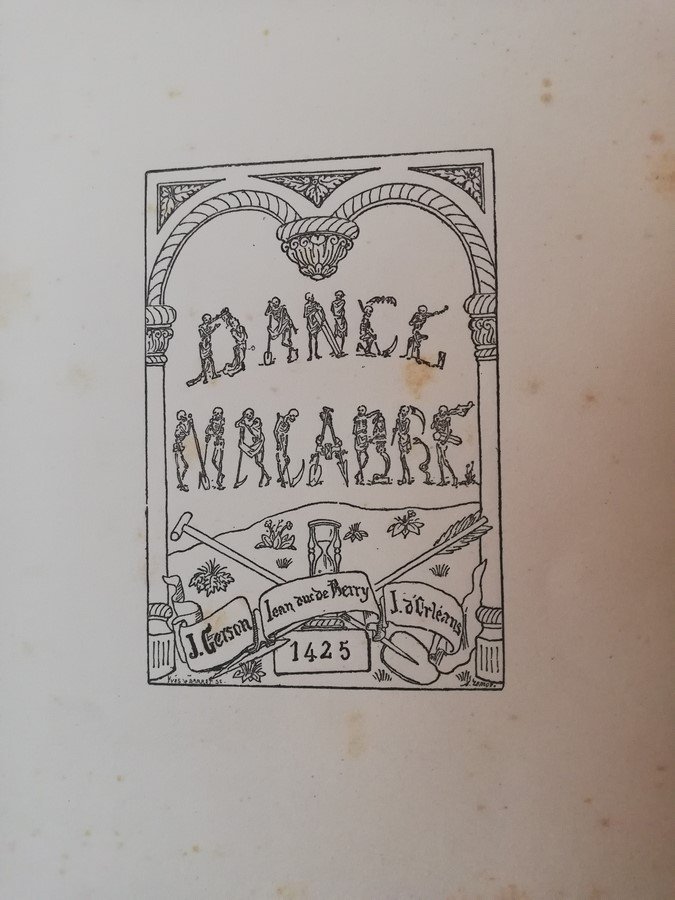 DANCE
MACABRE
J. Gerson
Jean duc de Berry
J. d'Orléans
1425